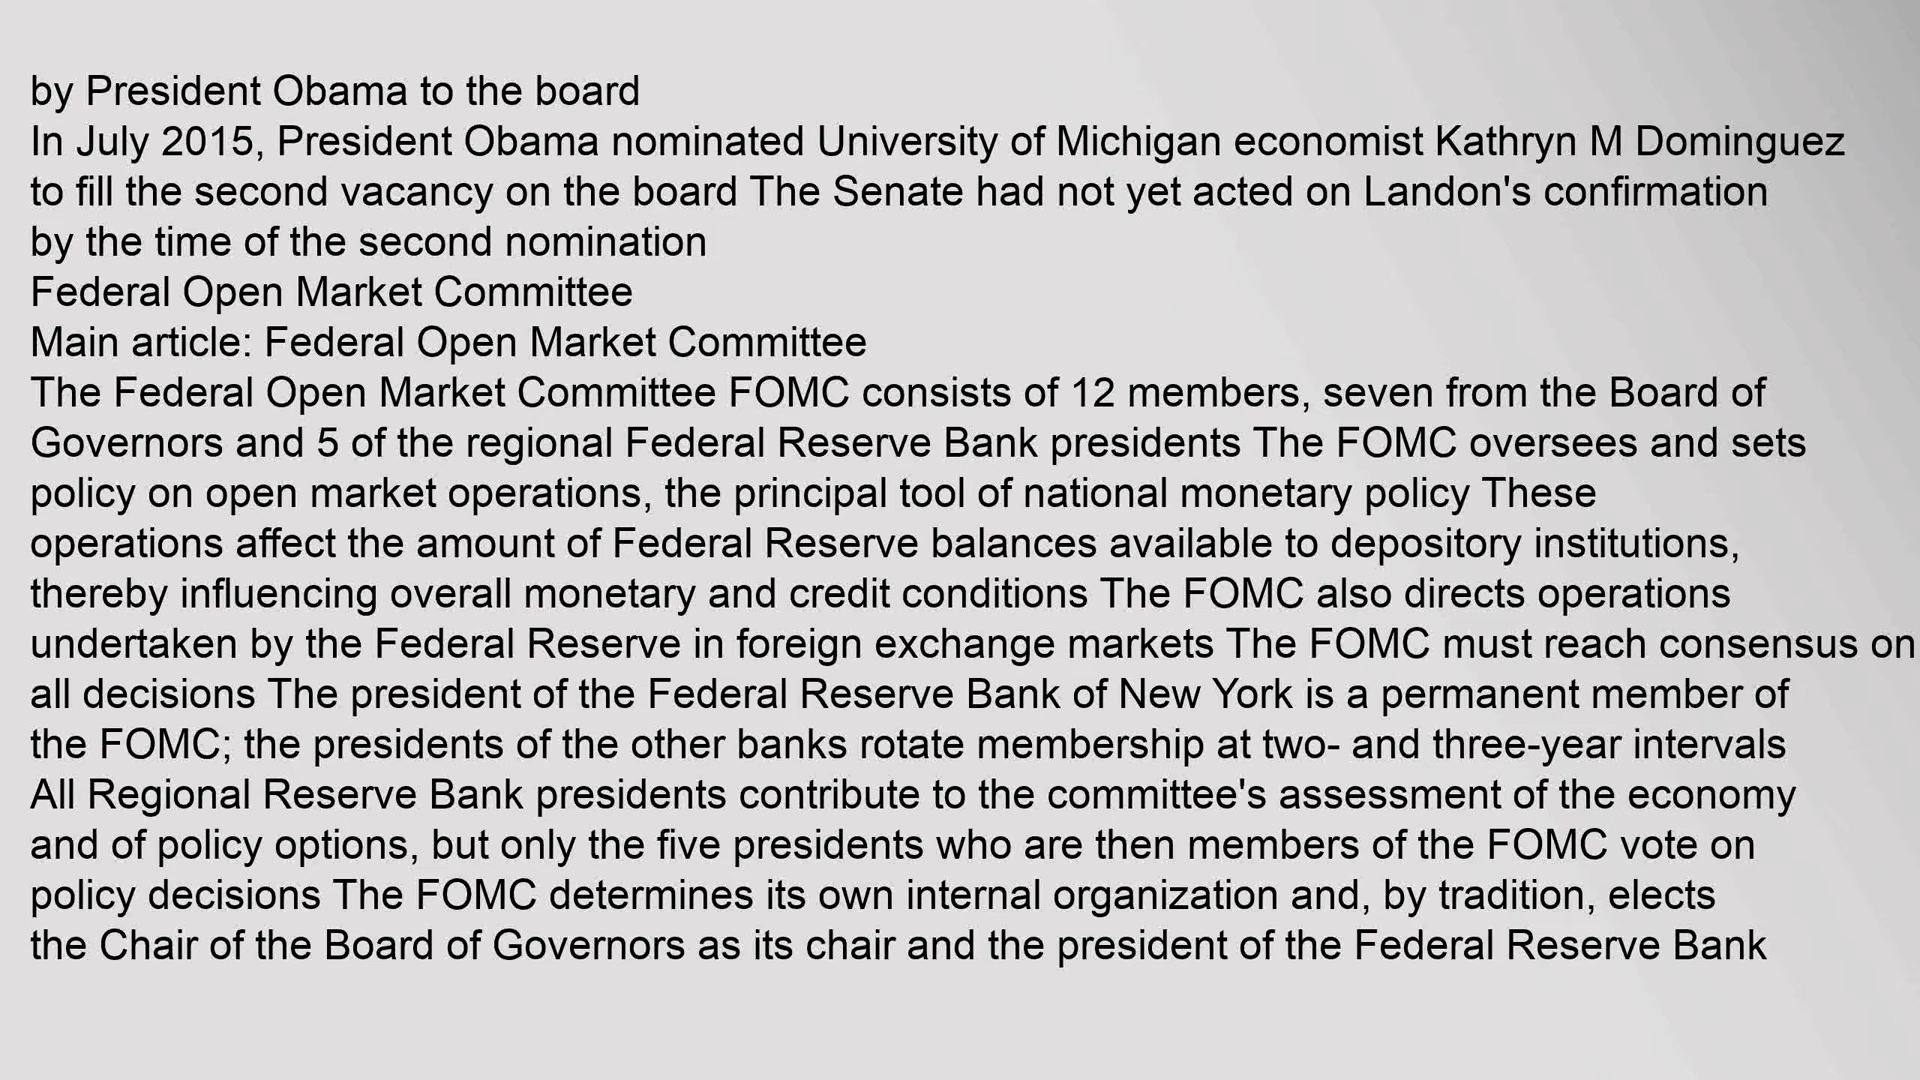 by President Obama to the board
In July 2015, President Obama nominated University of Michigan economist Kathryn M Dominguez
to fill the second vacancy on the board The Senate had not yet acted on Landon's confirmation
by the time of the second nomination
Federal Open Market Committee
Main article: Federal Open Market Committee
The Federal Open Market Committee FOMC consists of 12 members, seven from the Board of
Governors and 5 of the regional Federal Reserve Bank presidents The FOMC oversees and sets
policy on open market operations, the principal tool of national monetary policy These
operations affect the amount of Federal Reserve balances available to depository institutions,
thereby influencing overall monetary and credit conditions The FOMC also directs operations
undertaken by the Federal Reserve in foreign exchange markets The FOMC must reach consensus on
all decisions The president of the Federal Reserve Bank of New York is a permanent member of
the FOMC; the presidents of the other banks rotate membership at two- and three-year intervals
All Regional Reserve Bank presidents contribute to the committee's assessment of the economy
and of policy options, but only the five presidents who are then members of the FOMC vote on
policy decisions The FOMC determines its own internal organization and, by tradition, elects
the Chair of the Board of Governors as its chair and the president of the Federal Reserve Bank